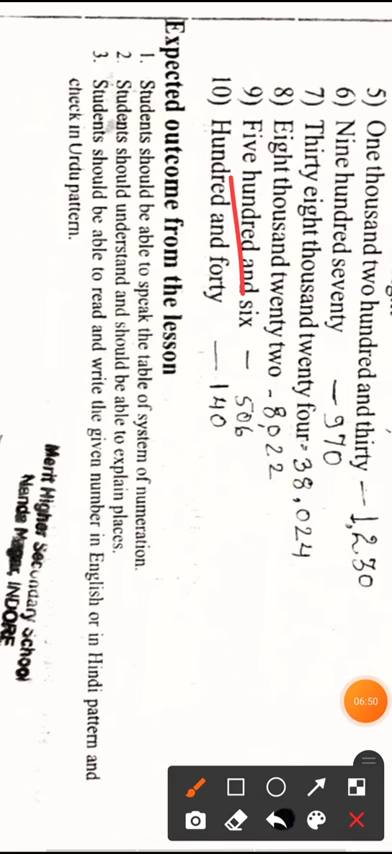 5) One thousand two hundred and thirty — 1,230
6) Nine hundred seventy — 970
7) Thirty eight thousand twenty four = 38,024
8) Eight thousand twenty two - 8,022
9) Five hundred and six — 506
10) Hundred and forty — 140
Expected outcome from the lesson
1. Students should be able to speak the table of system of numeration.
2. Students should understand and should be able to explain places.
3. Students should be able to read and write the given number in English or in Hindi pattern and
check in Urdu pattern.
Merit Higher Secundary School
Nanda Nagar, INDORE
06:50